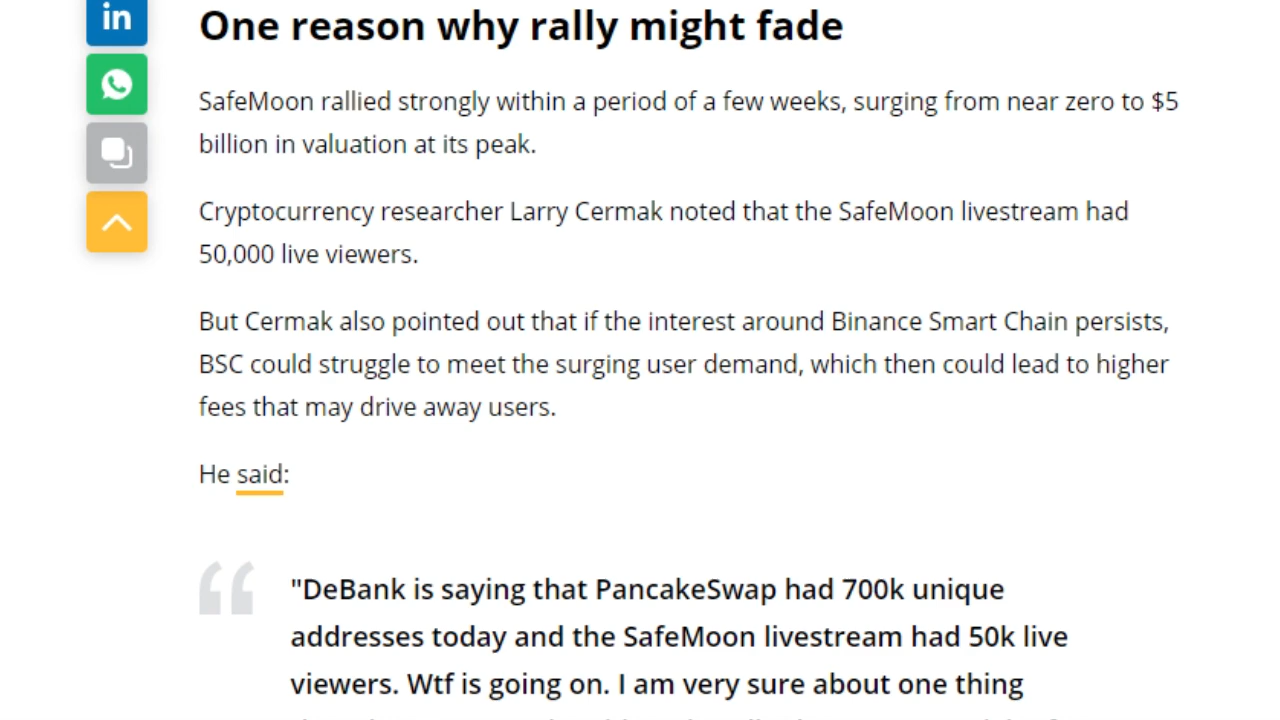 in
One reason why rally might fade
SafeMoon rallied strongly within a period of a few weeks, surging from near zero to $5
billion in valuation at its peak.
Cryptocurrency researcher Larry Cermak noted that the SafeMoon livestream had
50,000 live viewers.
But Cermak also pointed out that if the interest around Binance Smart Chain persists,
BSC could struggle to meet the surging user demand, which then could lead to higher
fees that may drive away users.
He said:
"DeBank is saying that PancakeSwap had 700k unique
addresses today and the SafeMoon livestream had 50k live
viewers. Wtf is going on. I am very sure about one thing